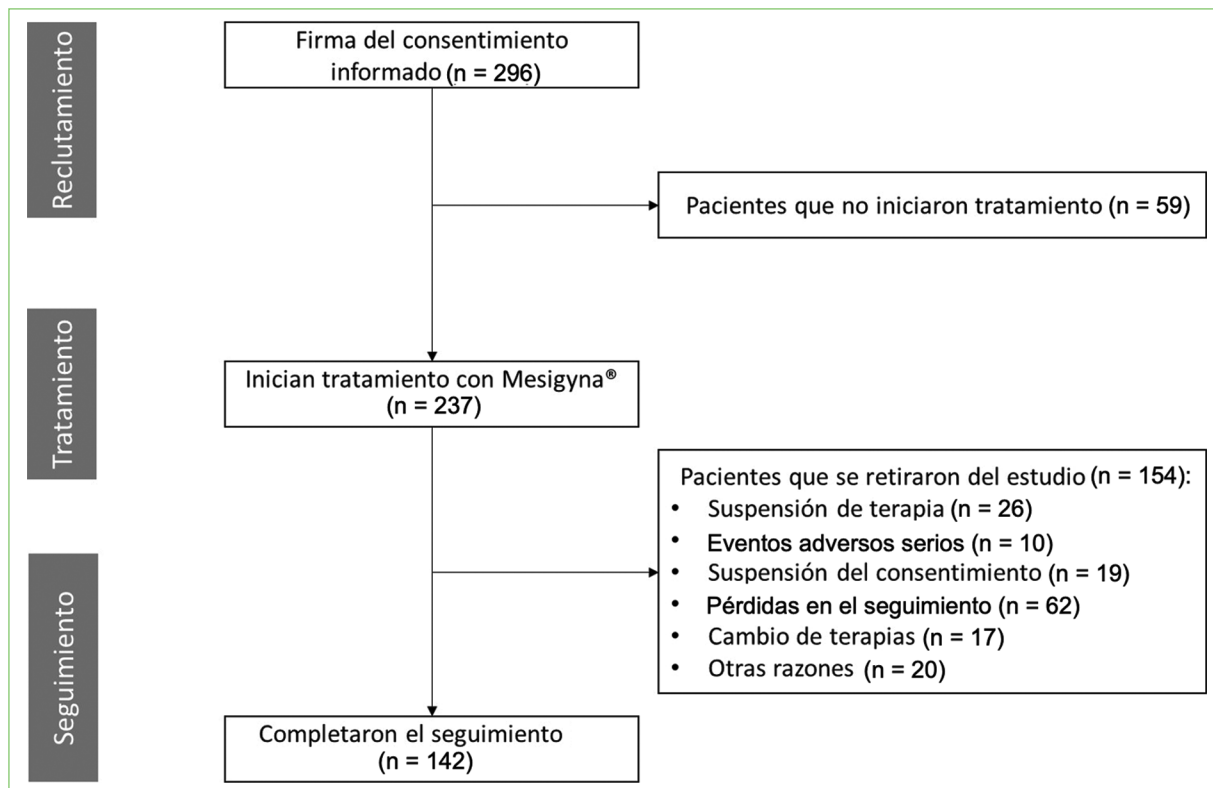 Reclutamiento
Firma del consentimiento
informado (n = 296)
Pacientes que no iniciaron tratamiento (n = 59)
Tratamiento
Inician tratamiento con Mesigyna®
(n = 237)
Pacientes que se retiraron del estudio (n = 154):
• Suspensión de terapia (n = 26)
• Eventos adversos serios (n = 10)
• Suspensión del consentimiento (n = 19)
• Pérdidas en el seguimiento (n = 62)
• Cambio de terapias (n = 17)
• Otras razones (n = 20)
Seguimiento
Completaron el seguimiento
(n = 142)